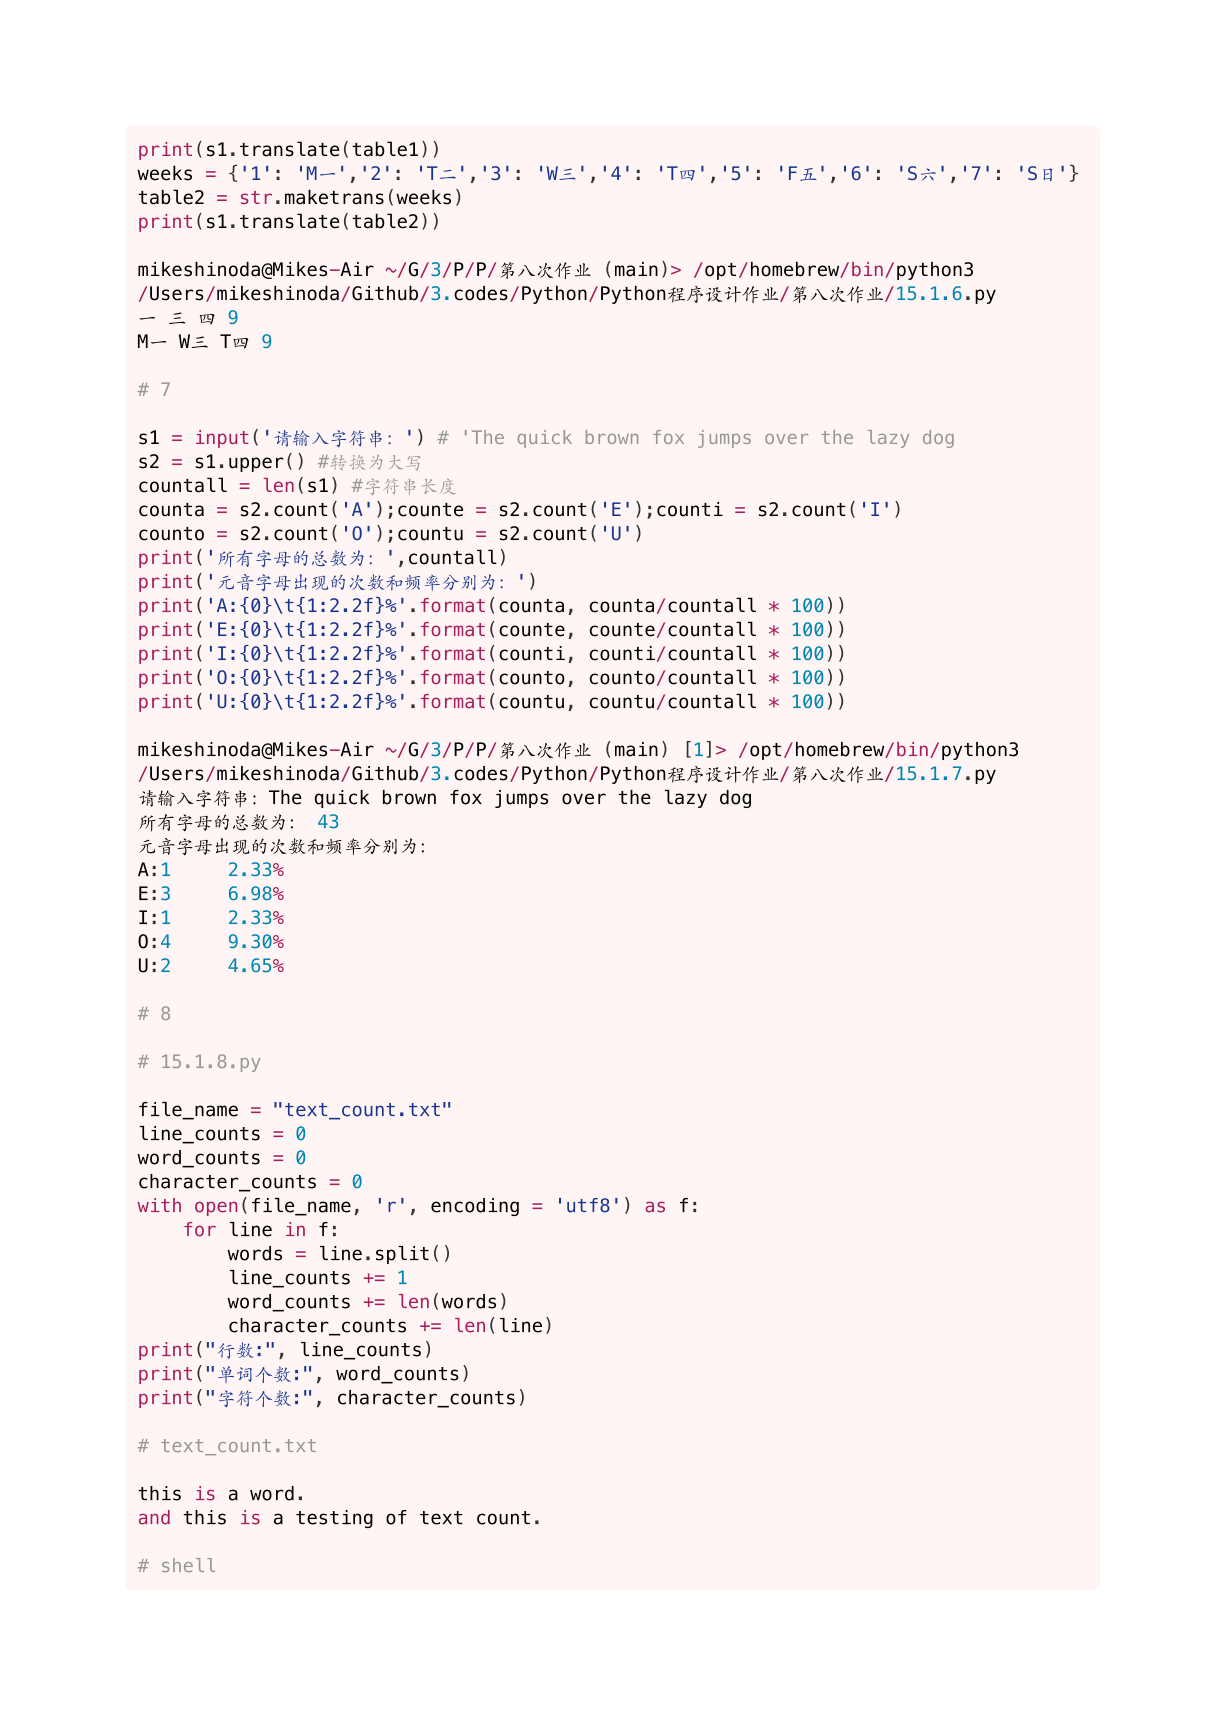 print(s1.translate(table1))
weeks = {'1': 'M一','2': 'T二','3': 'W三','4': 'T四','5': 'F五','6': 'S六','7': 'S日'}
table2 = str.maketrans(weeks)
print(s1.translate(table2))
mikeshinoda@Mikes-Air ~/G/3/P/P/第八次作业 (main)> /opt/homebrew/bin/python3
/Users/mikeshinoda/Github/3.codes/Python/Python程序设计作业/第八次作业/15.1.6.py
一 三 四 9
M一 W三 T四 9
# 7
s1 = input('请输入字符串：') # 'The quick brown fox jumps over the lazy dog
s2 = s1.upper() #转换为大写
countall = len(s1) #字符串长度
counta = s2.count('A');counte = s2.count('E');counti = s2.count('I')
counto = s2.count('O');countu = s2.count('U')
print('所有字母的总数为：',countall)
print('元音字母出现的次数和频率分别为：')
print('A:{0}\t{1:2.2f}%'.format(counta, counta/countall * 100))
print('E:{0}\t{1:2.2f}%'.format(counte, counte/countall * 100))
print('I:{0}\t{1:2.2f}%'.format(counti, counti/countall * 100))
print('O:{0}\t{1:2.2f}%'.format(counto, counto/countall * 100))
print('U:{0}\t{1:2.2f}%'.format(countu, countu/countall * 100))
mikeshinoda@Mikes-Air ~/G/3/P/P/第八次作业 (main) [1]> /opt/homebrew/bin/python3
/Users/mikeshinoda/Github/3.codes/Python/Python程序设计作业/第八次作业/15.1.7.py
请输入字符串：The quick brown fox jumps over the lazy dog
所有字母的总数为： 43
元音字母出现的次数和频率分别为：
A:1     2.33%
E:3     6.98%
I:1     2.33%
O:4     9.30%
U:2     4.65%
# 8
# 15.1.8.py
file_name = "text_count.txt"
line_counts = 0
word_counts = 0
character_counts = 0
with open(file_name, 'r', encoding = 'utf8') as f:
    for line in f:
        words = line.split()
        line_counts += 1
        word_counts += len(words)
        character_counts += len(line)
print("行数:", line_counts)
print("单词个数:", word_counts)
print("字符个数:", character_counts)
# text_count.txt
this is a word.
and this is a testing of text count.
# shell